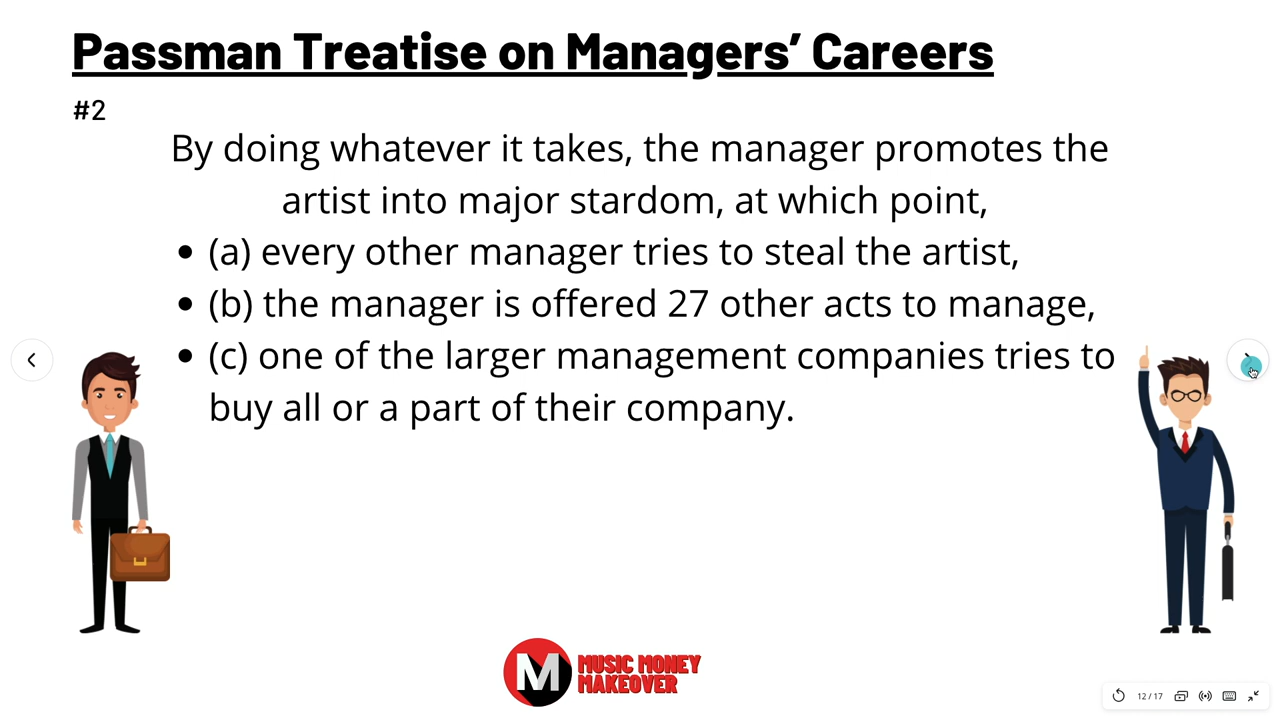 Passman Treatise on Managers’ Careers
#2
By doing whatever it takes, the manager promotes the
artist into major stardom, at which point,
• (a) every other manager tries to steal the artist,
• (b) the manager is offered 27 other acts to manage,
• (c) one of the larger management companies tries to
buy all or a part of their company.
M MUSIC MONEY
MAKEOVER
12 / 17